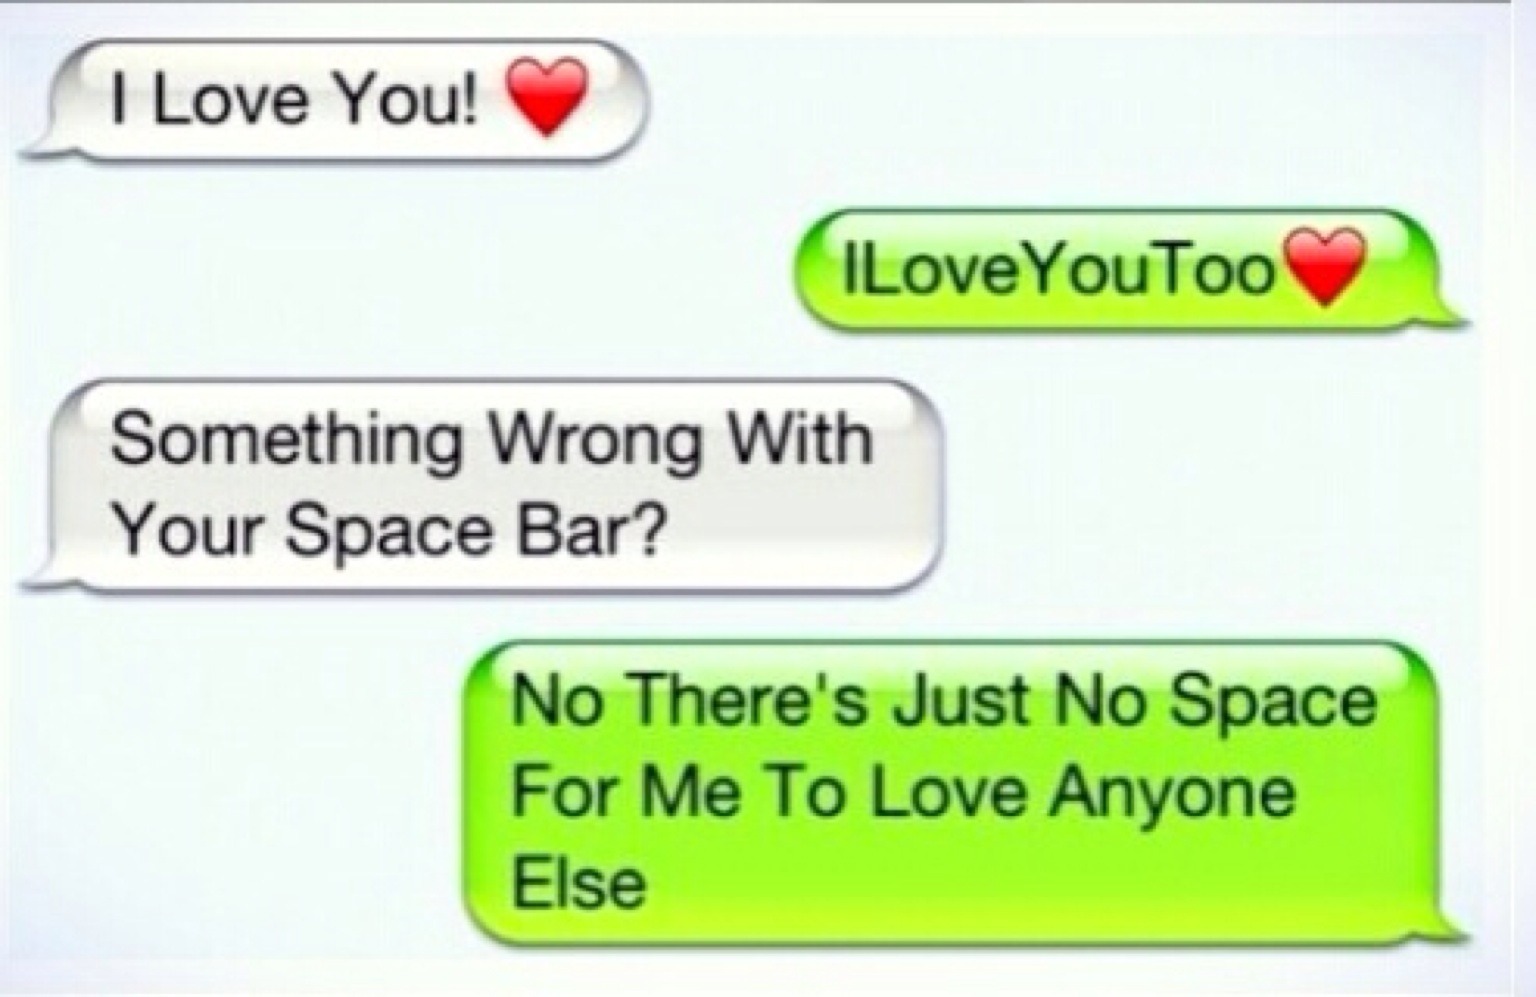 I Love You! ❤️
ILoveYouToo❤️
Something Wrong With
Your Space Bar?
No There's Just No Space
For Me To Love Anyone
Else